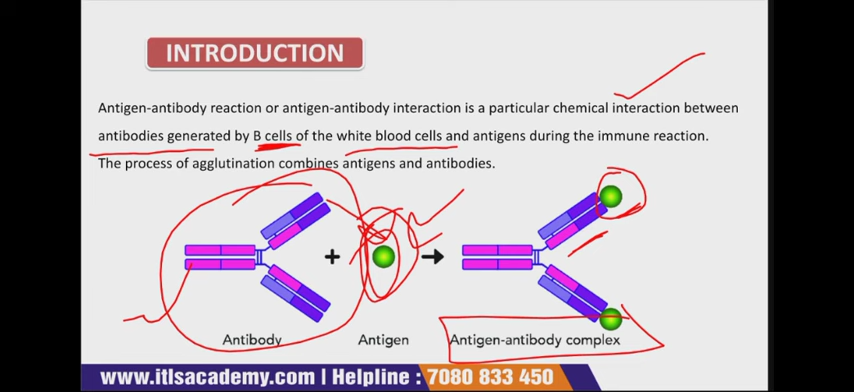 INTRODUCTION
Antigen-antibody reaction or antigen-antibody interaction is a particular chemical interaction between
antibodies generated by B cells of the white blood cells and antigens during the immune reaction.
The process of agglutination combines antigens and antibodies.
+
Antibody
Antigen
Antigen-antibody complex
www.itlsacademy.com | Helpline : 7080 833 450